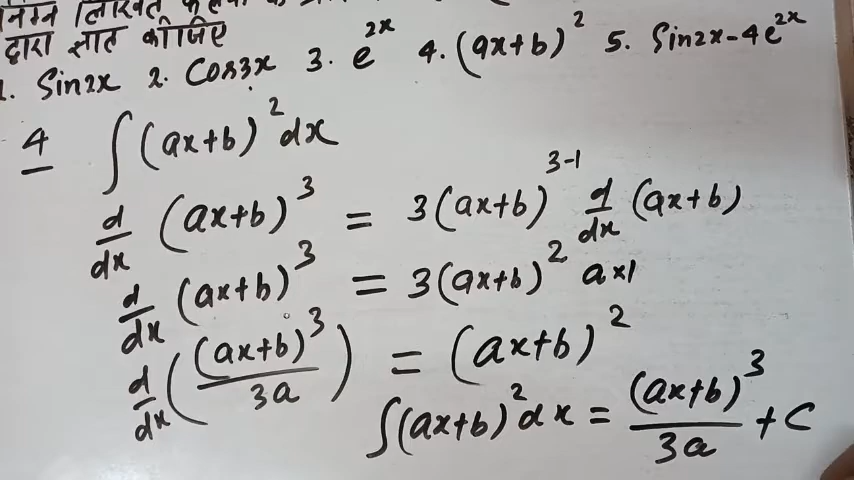 निम्न लिखित
द्वारा ज्ञात कीजिए
1. Sin2x 2. Cos3x 3. e^{2x} 4. (ax+b)^2 5. Sin2x-4e^{2x}
4 ∫(ax+b)^2 dx
d/dx (ax+b)^3 = 3(ax+b)^{3-1} d/dx (ax+b)
d/dx (ax+b)^3 = 3(ax+b)^2 a×1
d/dx ((ax+b)^3/3a) = (ax+b)^2
∫(ax+b)^2 dx = (ax+b)^3/3a + C